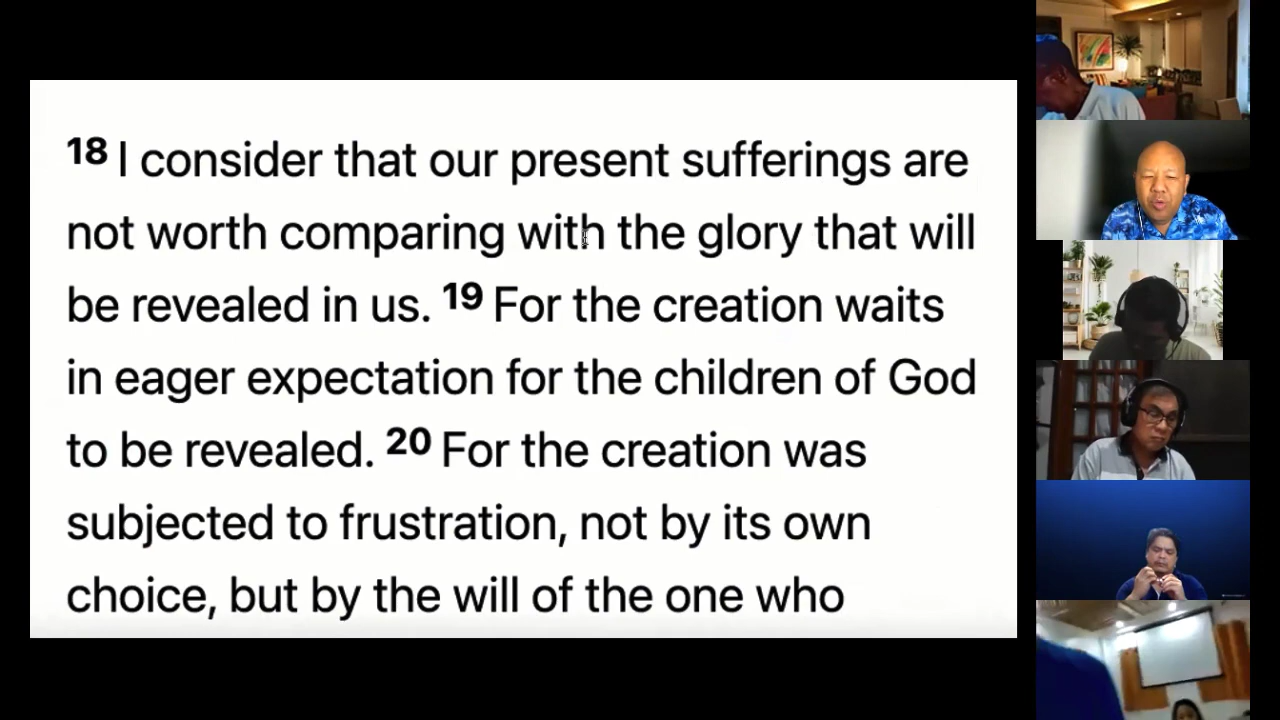 18 I consider that our present sufferings are
not worth comparing with the glory that will
be revealed in us. 19 For the creation waits
in eager expectation for the children of God
to be revealed. 20 For the creation was
subjected to frustration, not by its own
choice, but by the will of the one who